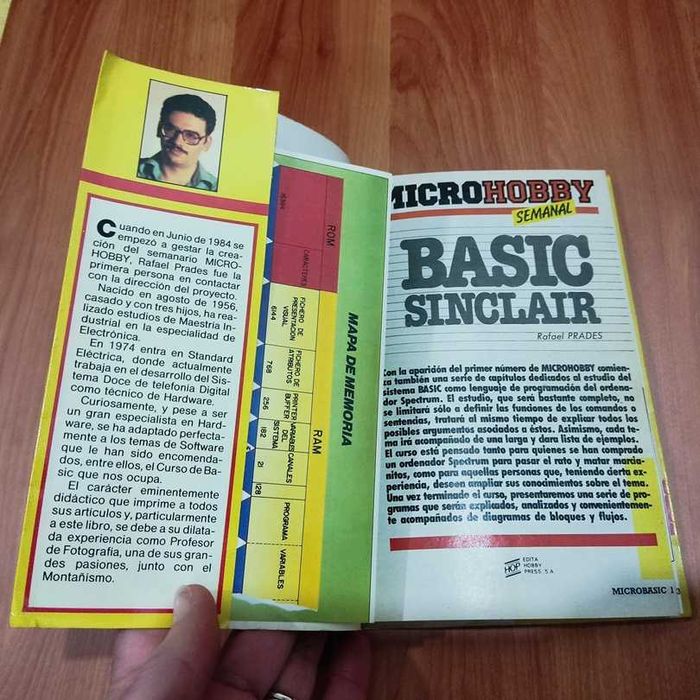 Cuando en Junio de 1984 se
empezó a gestar la crea-
ción del semanario MICRO-
HOBBY, Rafael Prades fue la
primera persona en contactar
con la dirección del proyecto.
Nacido en agosto de 1956,
casado y con tres hijos, ha rea-
lizado estudios de Maestria In-
dustrial en la especialidad de
Electrónica.
En 1974 entra en Standard
Eléctrica, donde actualmente
trabaja en el desarrollo del Sis-
tema Doce de telefonía Digital
como técnico de Hardware.
Curiosamente, y pese a ser
un gran especialista en Hard-
ware, se ha adaptado perfecta-
mente a los temas de Software
que le han sido encomenda-
dos, entre ellos, el Curso de Ba-
sic que nos ocupa.
El carácter eminentemente
didáctico que imprime a todos
sus articulos y, particularmente
a este libro, se debe a su dilata-
da experiencia como Profesor
de Fotografía, una de sus gran-
des pasiones, junto con el
Montañismo.
MAPA DE MEMORIA
ROM
RAM
CARACTERES
FICHERO DE
PRESENTACION
VISUAL
6144
FICHERO DE
ATRIBUTOS
768
PRINTER
BUFFER
256
VARIABLES
DEL
SISTEMA
182
CANALES
21
128
PROGRAMA
VARIABLES
MICROHOBBY
SEMANAL
BASIC
SINCLAIR
Rafael PRADES
Con la aparición del primer número de MICROHOBBY comien-
za también una serie de capítulos dedicados al estudio del
sistema BASIC como lenguaje de programación del ordena-
dor Spectrum. El estudio, que será bastante completo, no
se limitará sólo a definir las funciones de los comandos o
sentencias, tratará al mismo tiempo de explicar todos los
posibles argumentos asociados a éstos. Asimismo, cada te-
ma irá acompañado de una larga y dara lista de ejemplos.
El curso está pensado tanto para quienes se han comprado
un ordenador Spectrum para pasar el rato y matar marcia-
nitos, como para aquellas personas que, teniendo cierta ex-
periencia, deseen ampliar sus conocimientos sobre el tema.
Una vez terminado el curso, presentaremos una serie de pro-
gramas que serán explicados, analizados y convenientemen-
te acompañados de diagramas de bloques y flujos.
HOP
EDITA
HOBBY
PRESS S.A.
MICROBASIC 1
3